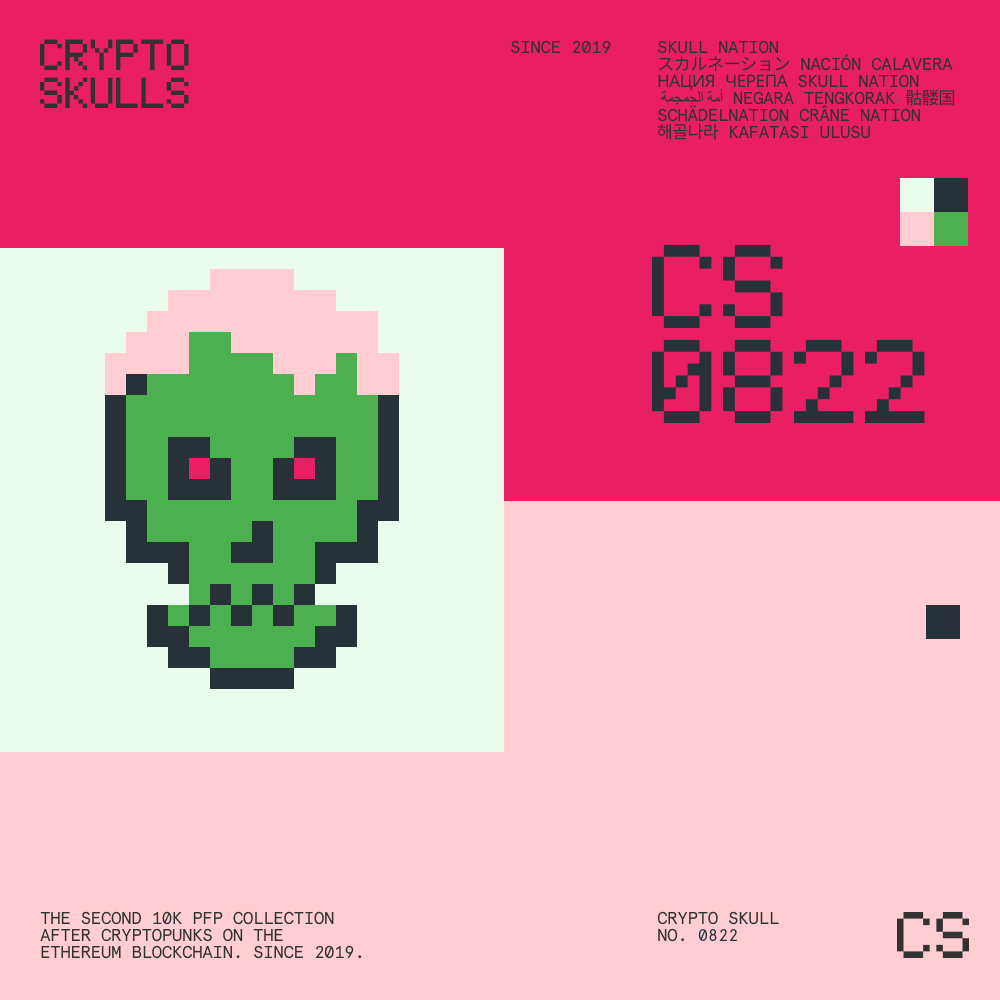 CRYPTO
SKULLS
SINCE 2019
SKULL NATION
スカルネーション NACIÓN CALAVERA
НАЦИЯ ЧЕРЕПА SKULL NATION
أمة الجمجمة NEGARA TENGKORAK 骷髅国
SCHÄDELNATION CRÂNE NATION
해골나라 KAFATASI ULUSU
CS
0822
THE SECOND 10K PFP COLLECTION
AFTER CRYPTOPUNKS ON THE
ETHEREUM BLOCKCHAIN. SINCE 2019.
CRYPTO SKULL
NO. 0822
CS